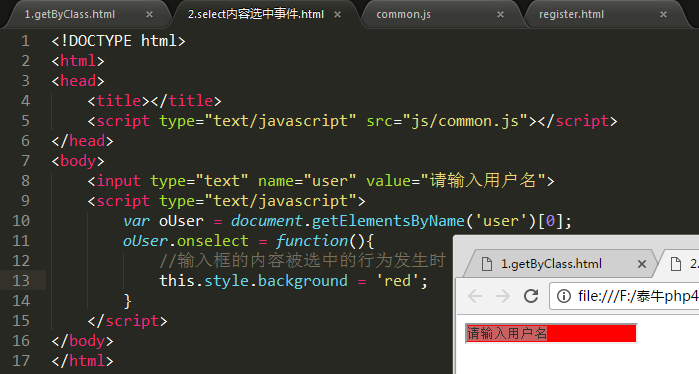 1.getByClass.html × 2.select内容选中事件.html × common.js × register.html ×
1 <!DOCTYPE html>
2 <html>
3 <head>
4 <title></title>
5 <script type="text/javascript" src="js/common.js"></script>
6 </head>
7 <body>
8 <input type="text" name="user" value="请输入用户名">
9 <script type="text/javascript">
10 var oUser = document.getElementsByName('user')[0];
11 oUser.onselect = function(){
12 //输入框的内容被选中的行为发生时
13 this.style.background = 'red';
14 }
15 </script>
16 </body>
17 </html>
1.getByClass.html × 2.
file:///F:/泰牛php4
请输入用户名